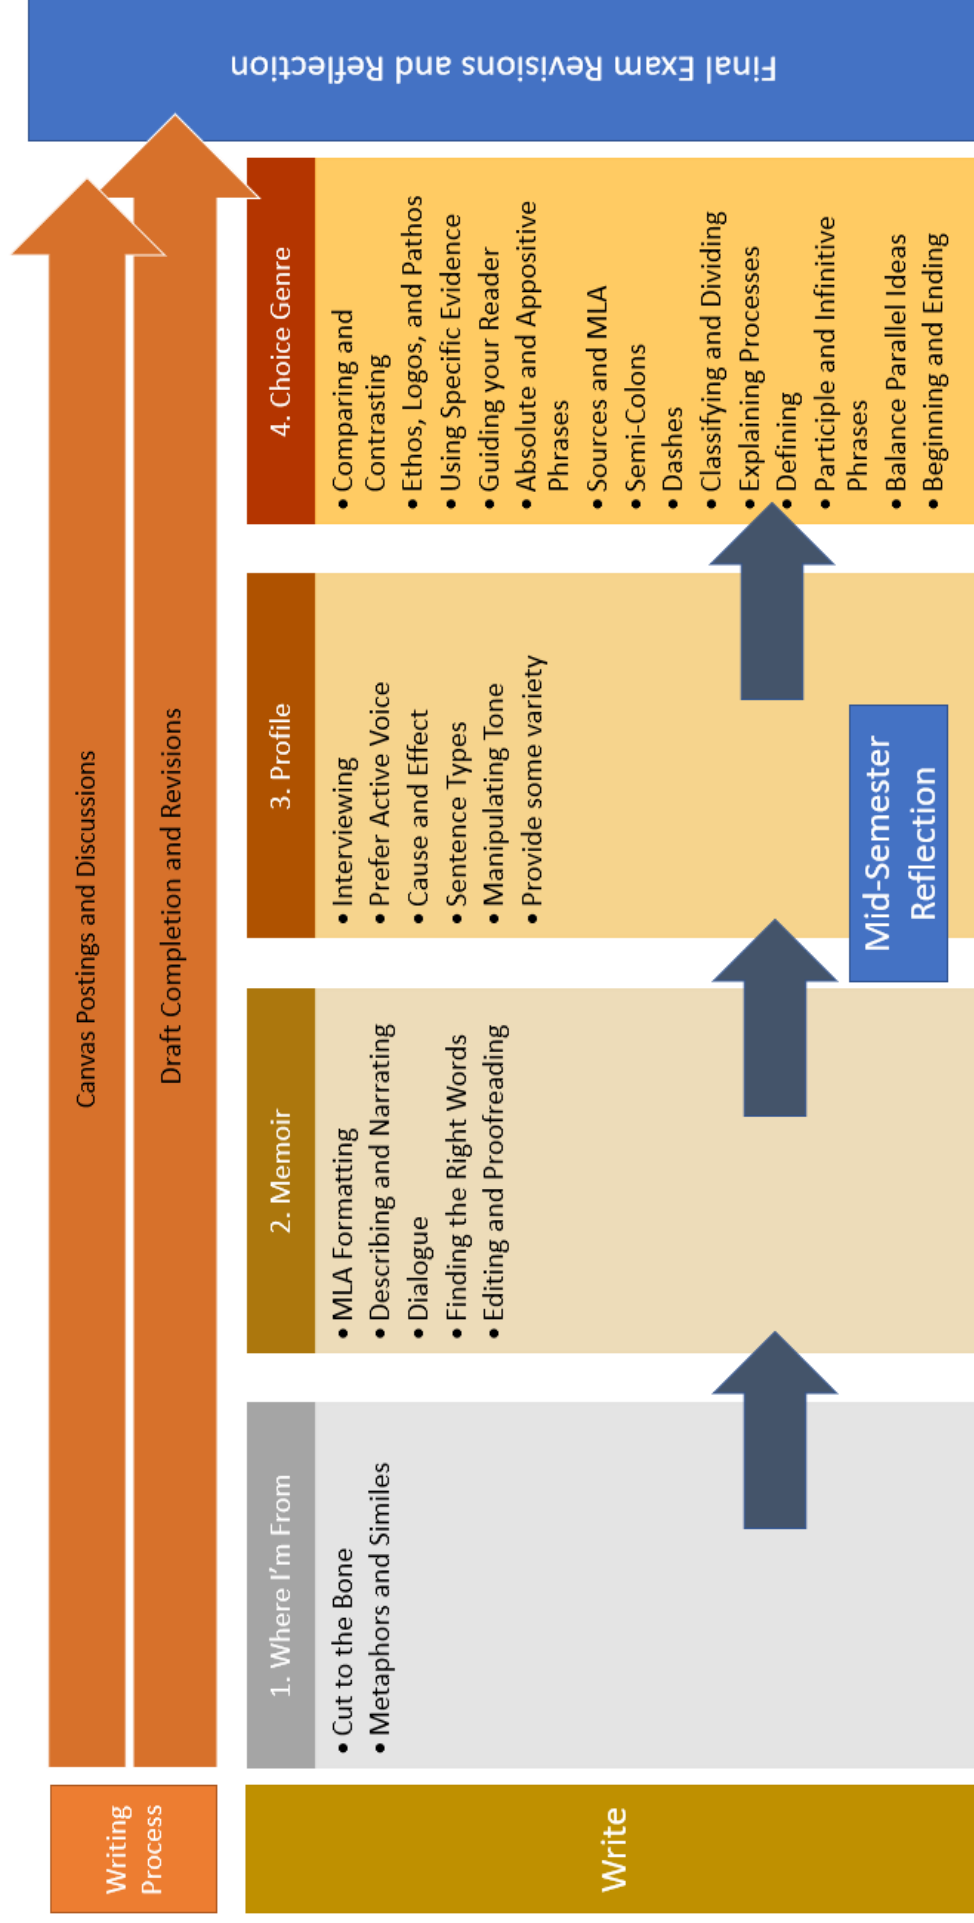 Writing
Process
Canvas Postings and Discussions
Draft Completion and Revisions
Write
1. Where I'm From
• Cut to the Bone
• Metaphors and Similes
2. Memoir
• MLA Formatting
• Describing and Narrating
• Dialogue
• Finding the Right Words
• Editing and Proofreading
3. Profile
• Interviewing
• Prefer Active Voice
• Cause and Effect
• Sentence Types
• Manipulating Tone
• Provide some variety
Mid-Semester
Reflection
4. Choice Genre
• Comparing and
Contrasting
• Ethos, Logos, and Pathos
• Using Specific Evidence
• Guiding your Reader
• Absolute and Appositive
Phrases
• Sources and MLA
• Semi-Colons
• Dashes
• Classifying and Dividing
• Explaining Processes
• Defining
• Participle and Infinitive
Phrases
• Balance Parallel Ideas
• Beginning and Ending
Final Exam Revisions and Reflection